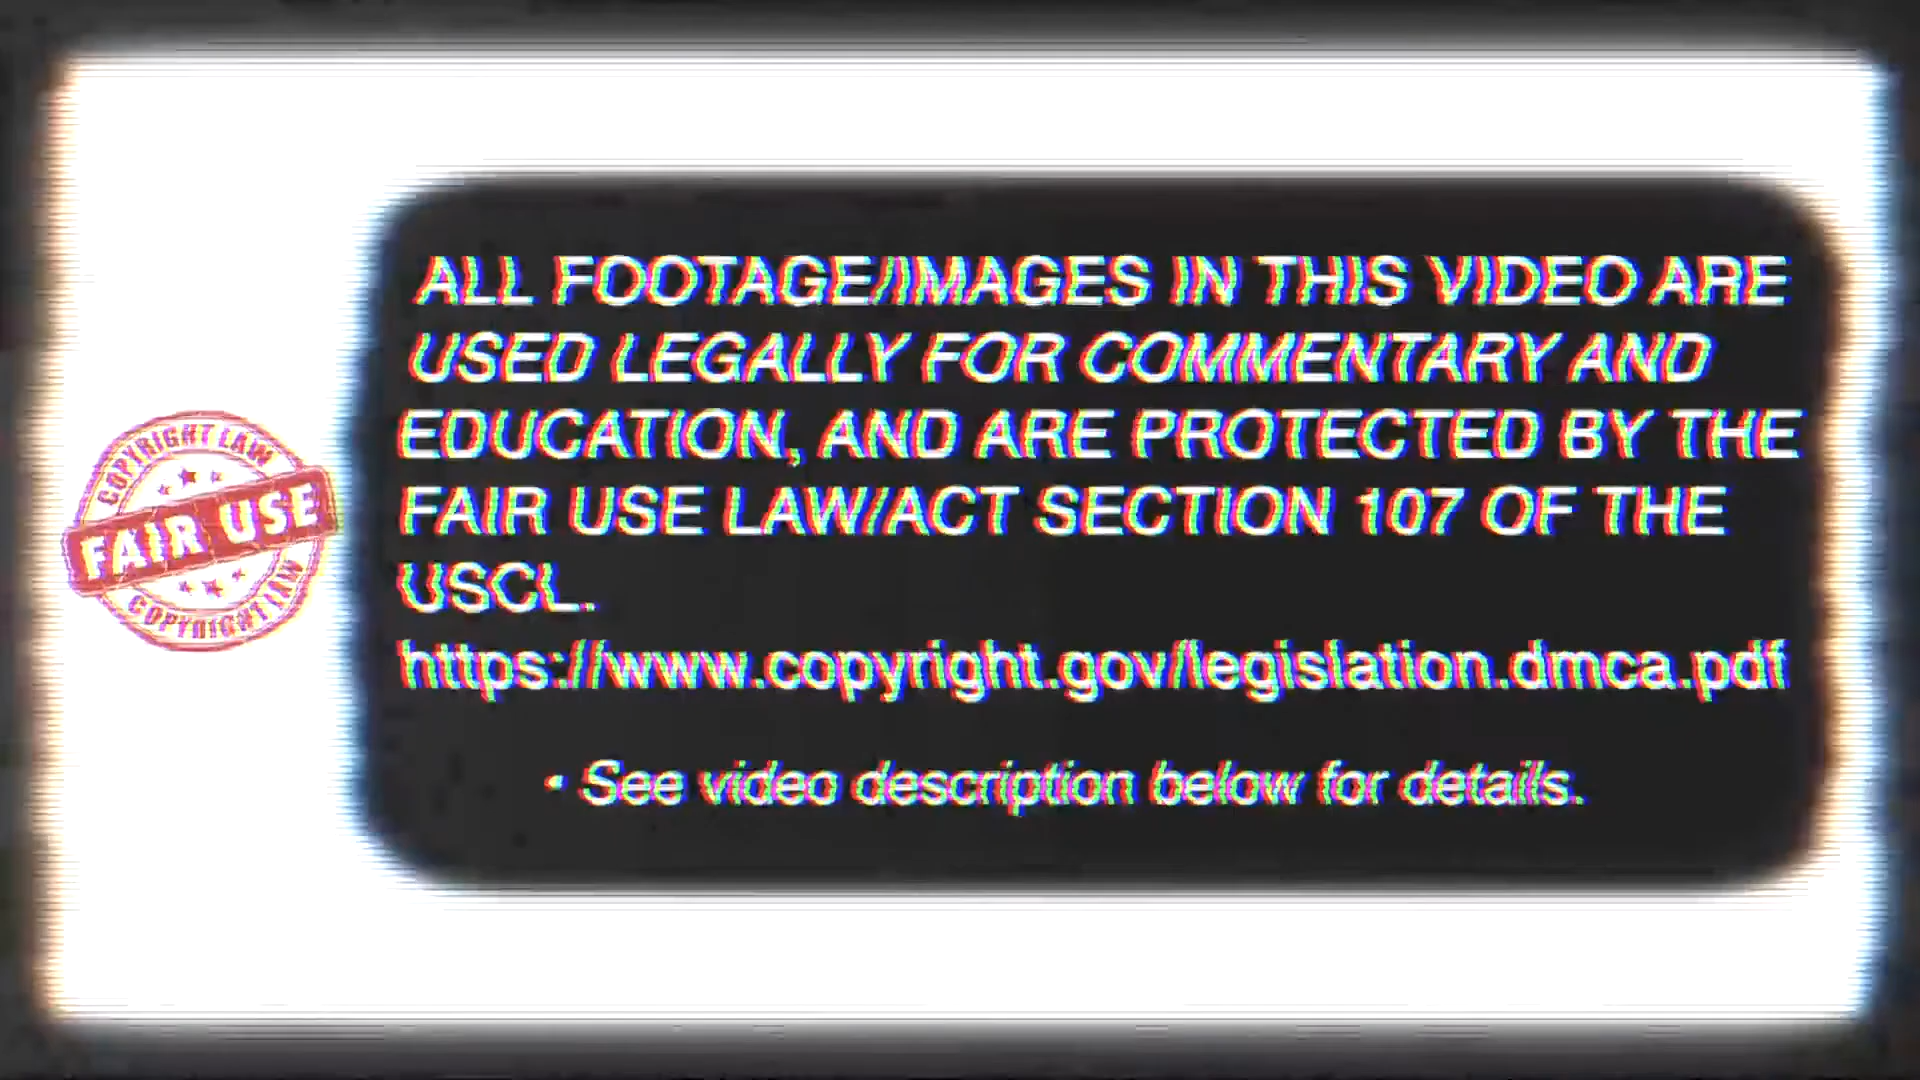 COPYRIGHT LAW
FAIR USE
COPYRIGHT LAW
ALL FOOTAGE/IMAGES IN THIS VIDEO ARE
USED LEGALLY FOR COMMENTARY AND
EDUCATION, AND ARE PROTECTED BY THE
FAIR USE LAW/ACT SECTION 107 OF THE
USCL.
https://www.copyright.gov/legislation.dmca.pdf
• See video description below for details.